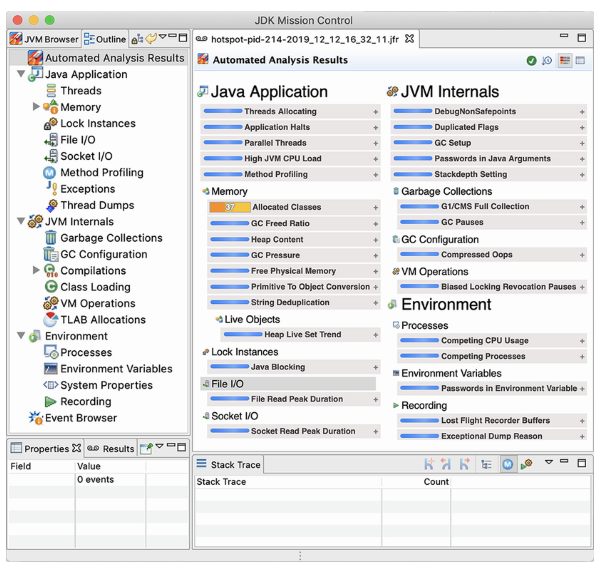 JDK Mission Control
JVM Browser
Outline
hotspot-pid-214-2019_12_12_16_32_11.jfr
Automated Analysis Results
Java Application
Threads
Memory
Lock Instances
File I/O
Socket I/O
Method Profiling
Exceptions
Thread Dumps
JVM Internals
Garbage Collections
GC Configuration
Compilations
Class Loading
VM Operations
TLAB Allocations
Environment
Processes
Environment Variables
System Properties
Recording
Event Browser
Automated Analysis Results
Java Application
Threads Allocating +
Application Halts +
Parallel Threads +
High JVM CPU Load +
Method Profiling +
Memory
37 Allocated Classes +
GC Freed Ratio +
Heap Content +
GC Pressure +
Free Physical Memory +
Primitive To Object Conversion +
String Deduplication +
Live Objects
Heap Live Set Trend +
Lock Instances
Java Blocking +
File I/O
File Read Peak Duration +
Socket I/O
Socket Read Peak Duration +
JVM Internals
DebugNonSafepoints +
Duplicated Flags +
GC Setup +
Passwords in Java Arguments +
Stackdepth Setting +
Garbage Collections
G1/CMS Full Collection +
GC Pauses +
GC Configuration
Compressed Oops +
VM Operations
Biased Locking Revocation Pauses +
Environment
Processes
Competing CPU Usage +
Competing Processes +
Environment Variables
Passwords in Environment Variable +
Recording
Lost Flight Recorder Buffers +
Exceptional Dump Reason +
Properties
Results
Field Value
0 events
Stack Trace
Stack Trace Count